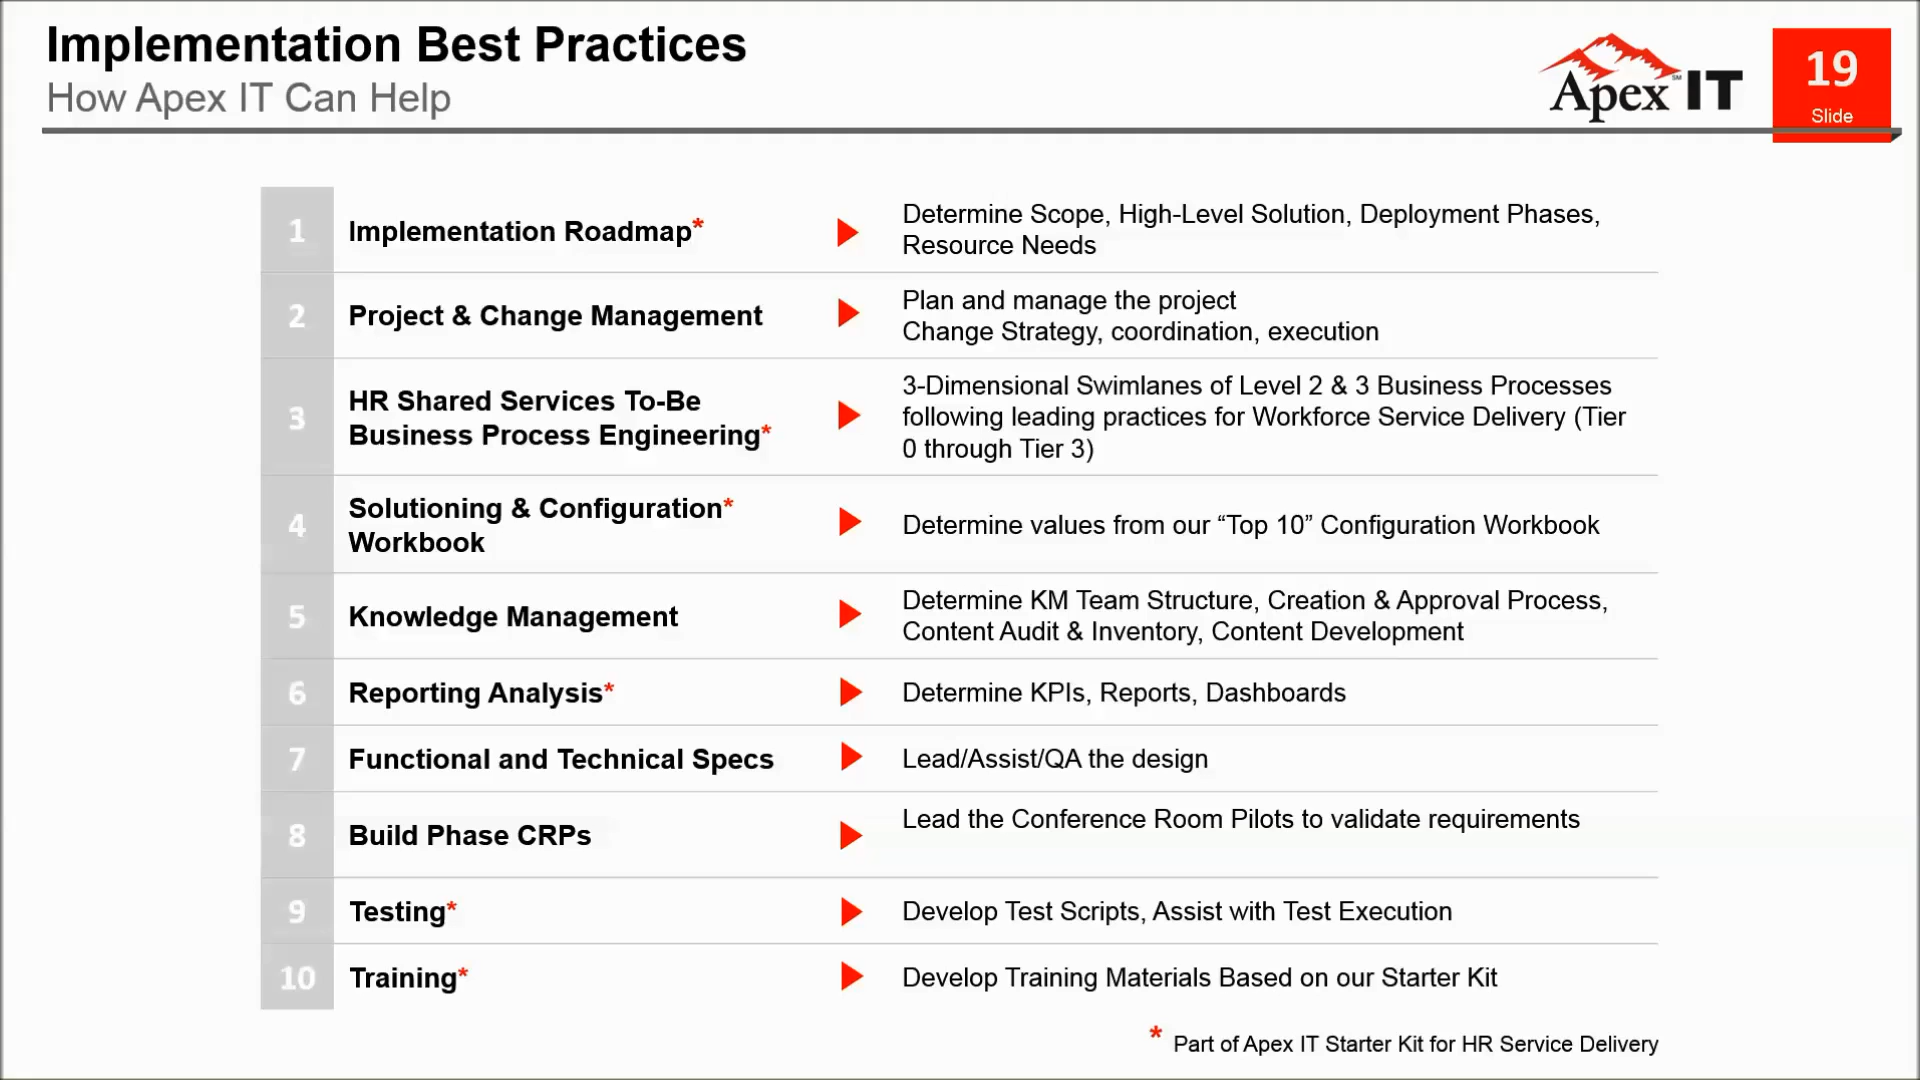 Implementation Best Practices
How Apex IT Can Help
Apex IT
SM
19
Slide
1
Implementation Roadmap*
Determine Scope, High-Level Solution, Deployment Phases,
Resource Needs
2
Project & Change Management
Plan and manage the project
Change Strategy, coordination, execution
3
HR Shared Services To-Be
Business Process Engineering*
3-Dimensional Swimlanes of Level 2 & 3 Business Processes
following leading practices for Workforce Service Delivery (Tier
0 through Tier 3)
4
Solutioning & Configuration*
Workbook
Determine values from our “Top 10” Configuration Workbook
5
Knowledge Management
Determine KM Team Structure, Creation & Approval Process,
Content Audit & Inventory, Content Development
6
Reporting Analysis*
Determine KPIs, Reports, Dashboards
7
Functional and Technical Specs
Lead/Assist/QA the design
8
Build Phase CRPs
Lead the Conference Room Pilots to validate requirements
9
Testing*
Develop Test Scripts, Assist with Test Execution
10
Training*
Develop Training Materials Based on our Starter Kit
* Part of Apex IT Starter Kit for HR Service Delivery